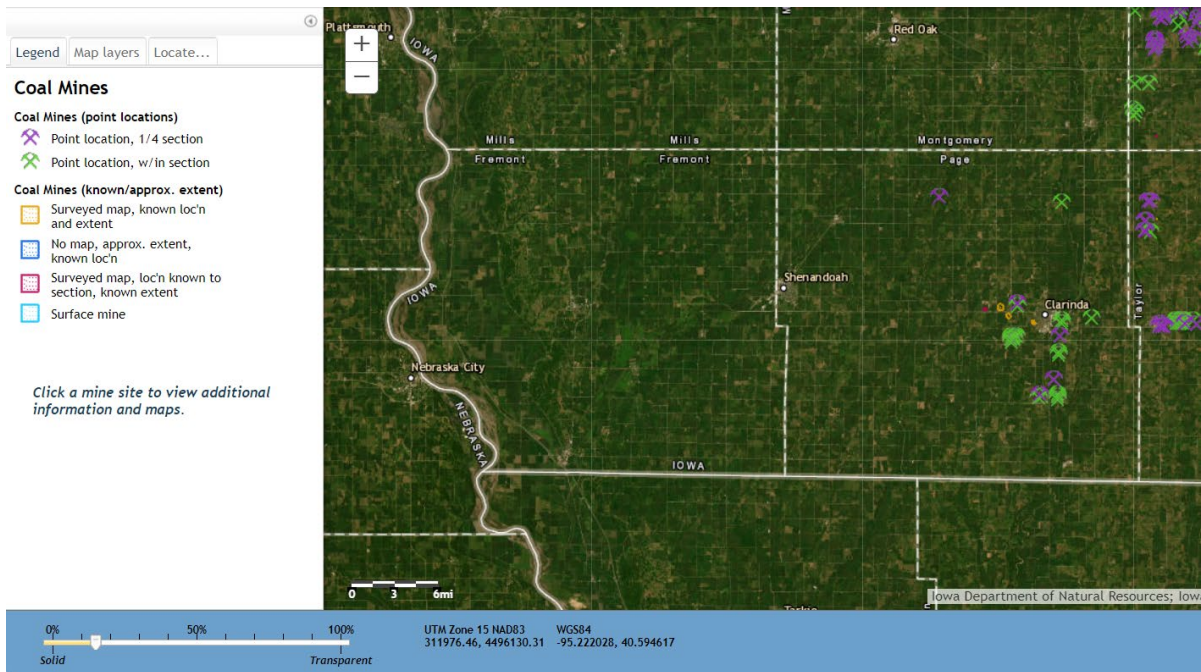 Legend
Map layers
Locate...
Coal Mines
Coal Mines (point locations)
Point location, 1/4 section
Point location, w/in section
Coal Mines (known/approx. extent)
Surveyed map, known loc'n
and extent
No map, approx. extent,
known loc'n
Surveyed map, loc'n known to
section, known extent
Surface mine
Click a mine site to view additional
information and maps.
+
−
Plattsmouth
IOWA
Red Oak
Mills
Fremont
Mills
Fremont
Montgomery
Page
Shenandoah
IOWA
Clarinda
Taylor
Nebraska City
NEBRASKA
IOWA
0 3 6mi
Iowa Department of Natural Resources; Iowa
0% 50% 100%
Solid Transparent
UTM Zone 15 NAD83
311976.46, 4496130.31
WGS84
-95.222028, 40.594617